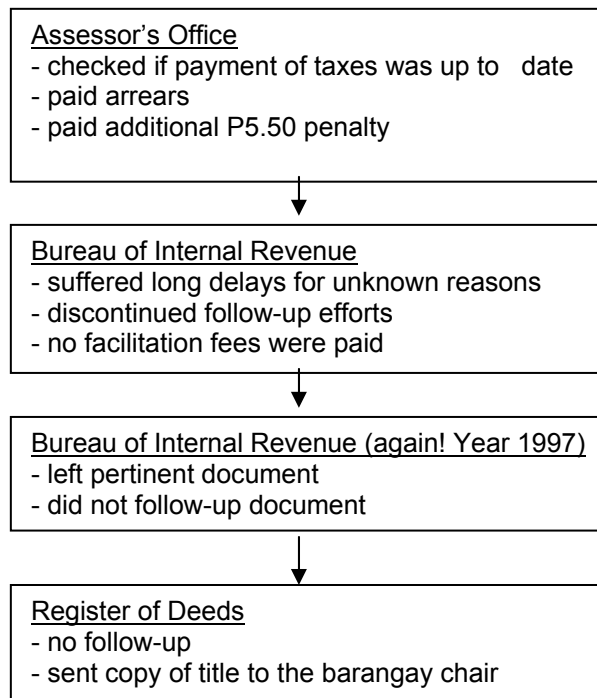 Assessor's Office
- checked if payment of taxes was up to   date
- paid arrears
- paid additional P5.50 penalty
Bureau of Internal Revenue
- suffered long delays for unknown reasons
- discontinued follow-up efforts
- no facilitation fees were paid
Bureau of Internal Revenue (again! Year 1997)
- left pertinent document
- did not follow-up document
Register of Deeds
- no follow-up
- sent copy of title to the barangay chair